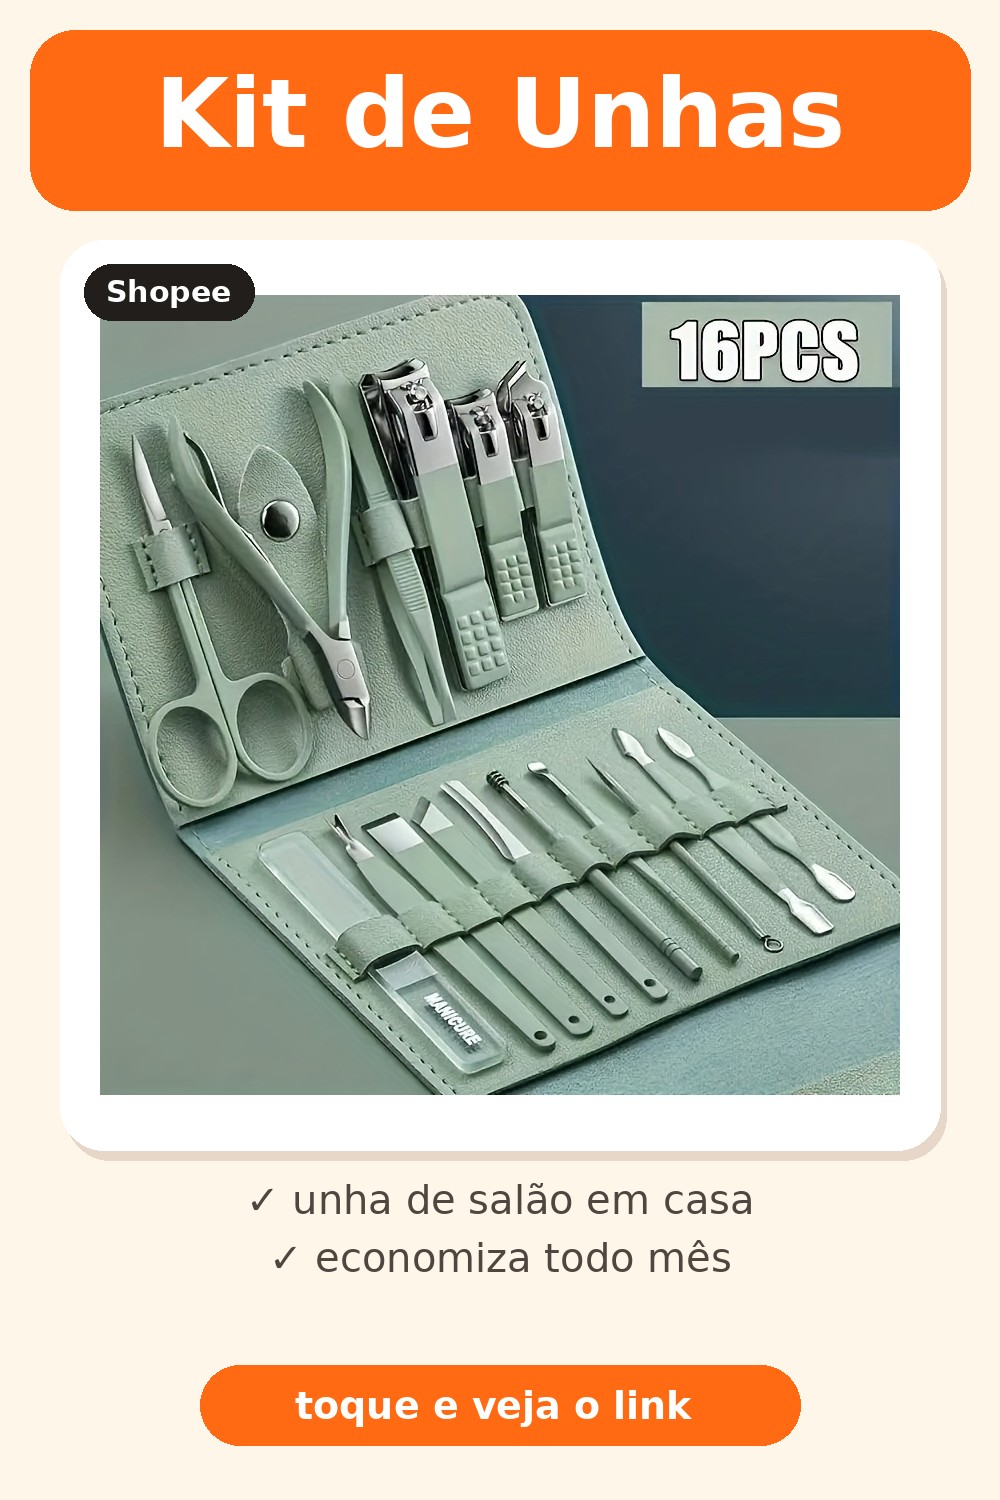 Kit de Unhas
Shopee
16PCS
MANICURE
✓ unha de salão em casa
✓ economiza todo mês
toque e veja o link